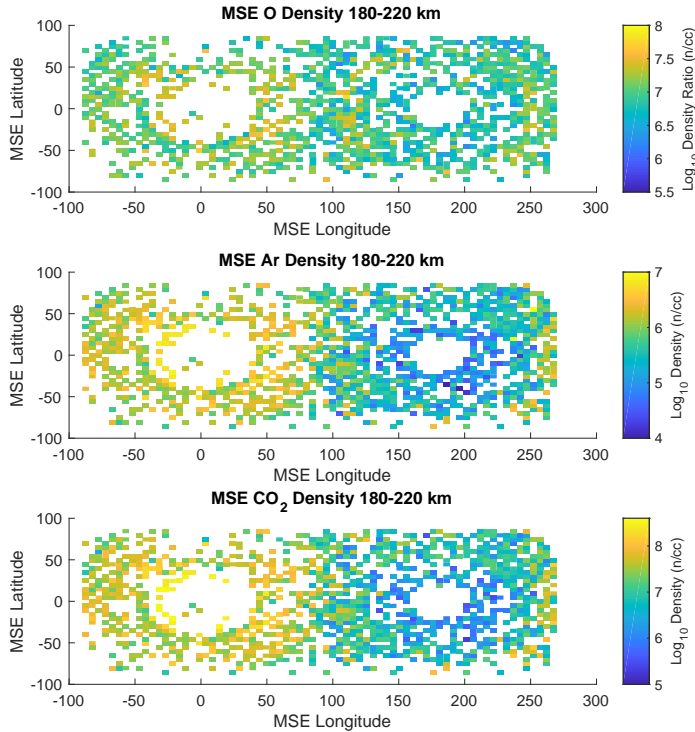 MSE O Density 180-220 km
100
50
0
-50
-100
MSE Latitude
-100 -50 0 50 100 150 200 250 300
MSE Longitude
8
7.5
7
6.5
6
5.5
Log10 Density Ratio (n/cc)
MSE Ar Density 180-220 km
100
50
0
-50
-100
MSE Latitude
-100 -50 0 50 100 150 200 250 300
MSE Longitude
7
6
5
4
Log10 Density (n/cc)
MSE CO2 Density 180-220 km
100
50
0
-50
-100
MSE Latitude
-100 -50 0 50 100 150 200 250 300
MSE Longitude
8
7
6
5
Log10 Density (n/cc)